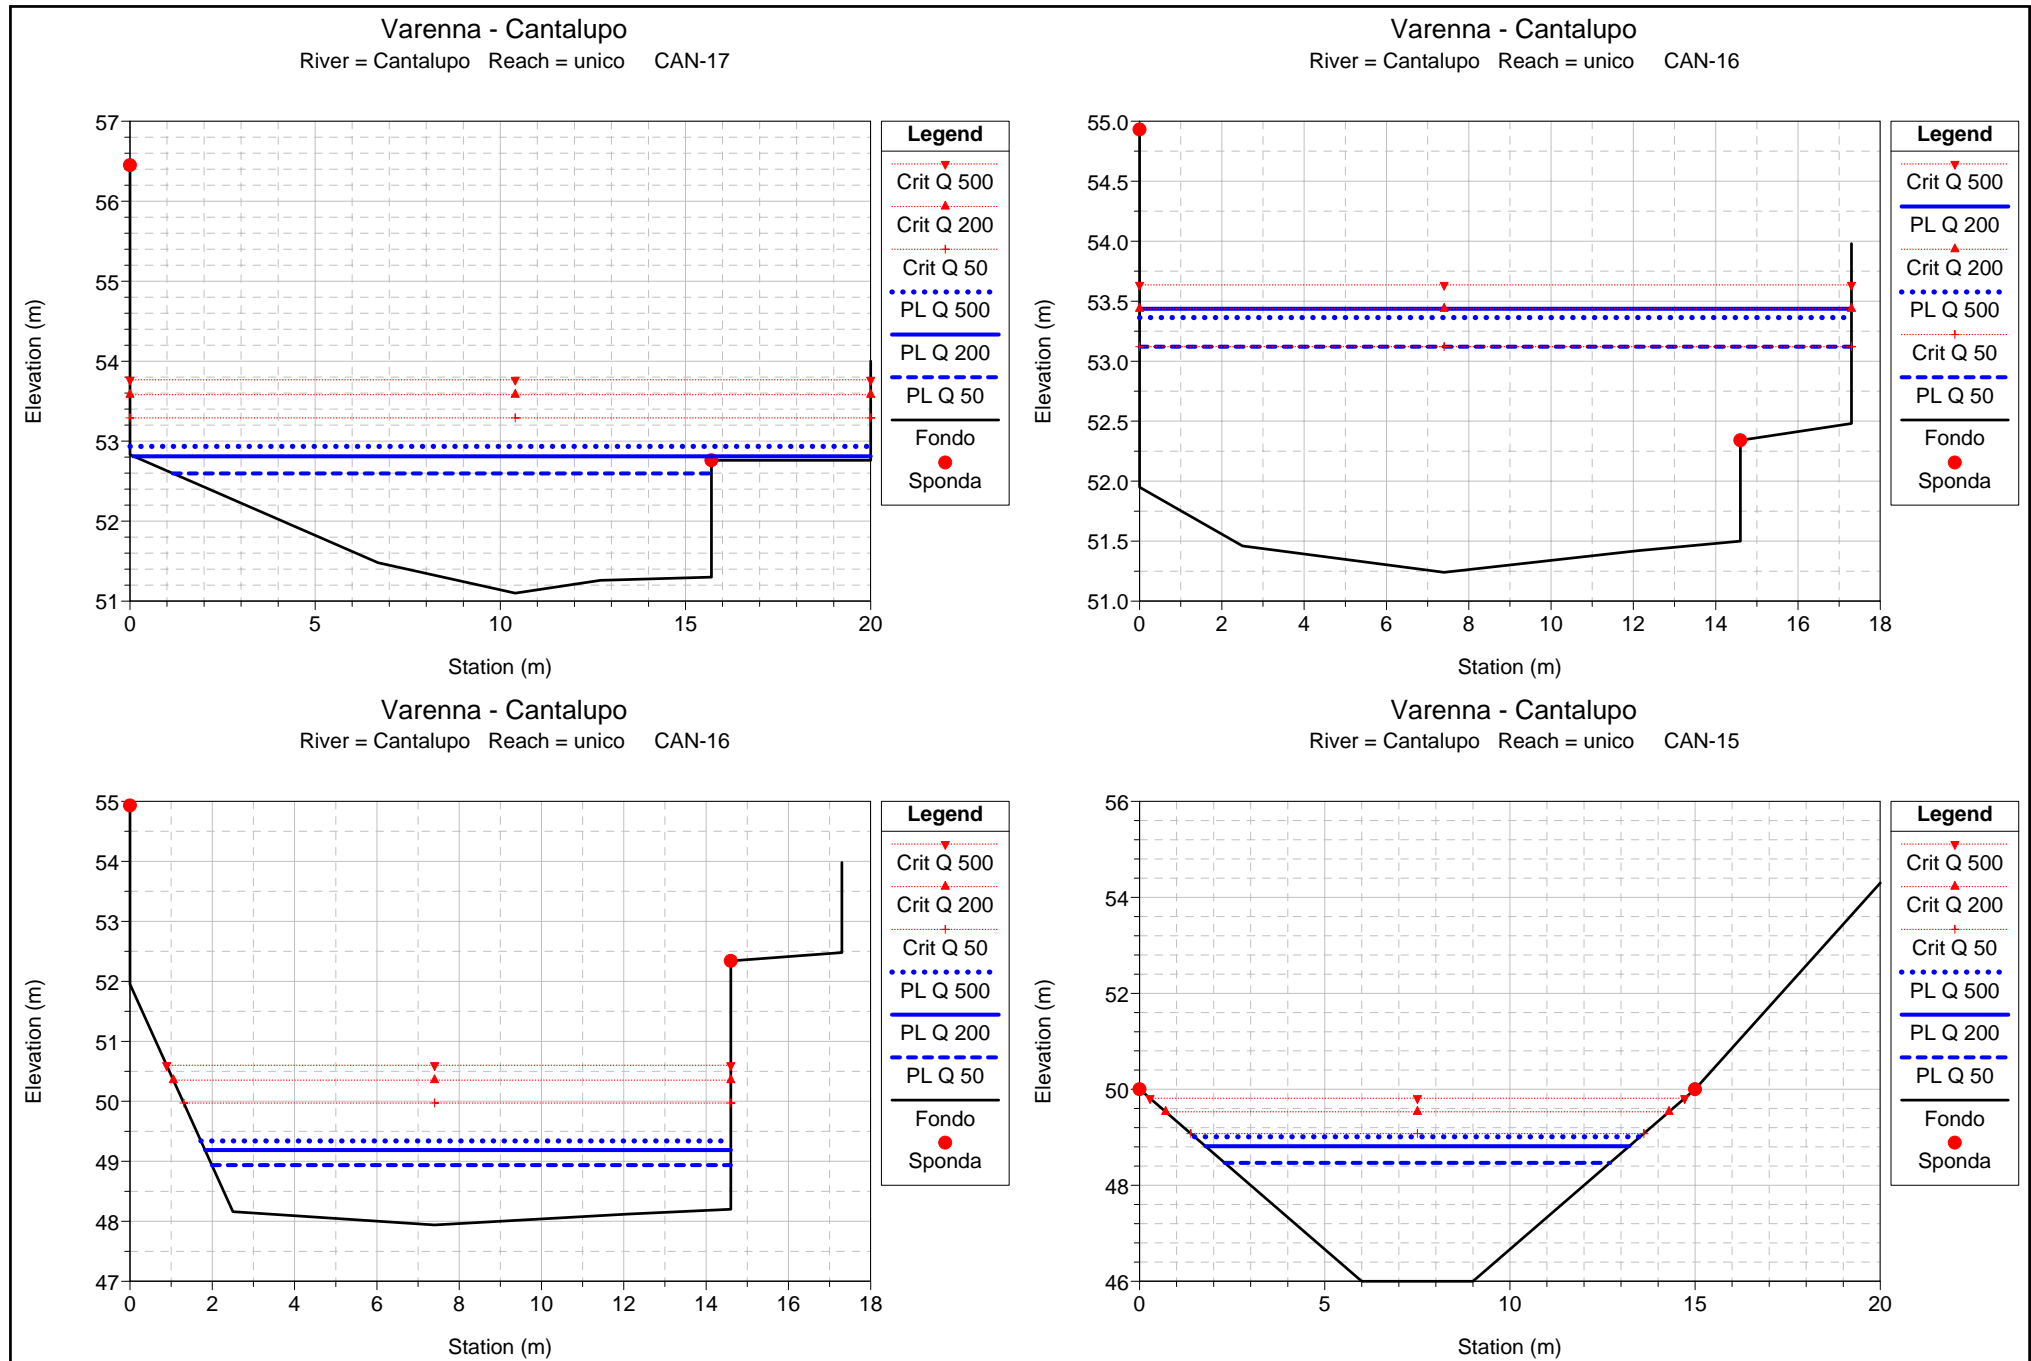 Varenna - Cantalupo
River = Cantalupo Reach = unico CAN-17
57
56
55
54
53
52
51
0 5 10 15 20
Elevation (m)
Station (m)
Legend
Crit Q 500
Crit Q 200
Crit Q 50
PL Q 500
PL Q 200
PL Q 50
Fondo
Sponda
Varenna - Cantalupo
River = Cantalupo Reach = unico CAN-16
55.0
54.5
54.0
53.5
53.0
52.5
52.0
51.5
51.0
0 2 4 6 8 10 12 14 16 18
Elevation (m)
Station (m)
Legend
Crit Q 500
PL Q 200
Crit Q 200
PL Q 500
Crit Q 50
PL Q 50
Fondo
Sponda
Varenna - Cantalupo
River = Cantalupo Reach = unico CAN-16
55
54
53
52
51
50
49
48
47
0 2 4 6 8 10 12 14 16 18
Elevation (m)
Station (m)
Legend
Crit Q 500
Crit Q 200
Crit Q 50
PL Q 500
PL Q 200
PL Q 50
Fondo
Sponda
Varenna - Cantalupo
River = Cantalupo Reach = unico CAN-15
56
54
52
50
48
46
0 5 10 15 20
Elevation (m)
Station (m)
Legend
Crit Q 500
Crit Q 200
Crit Q 50
PL Q 500
PL Q 200
PL Q 50
Fondo
Sponda